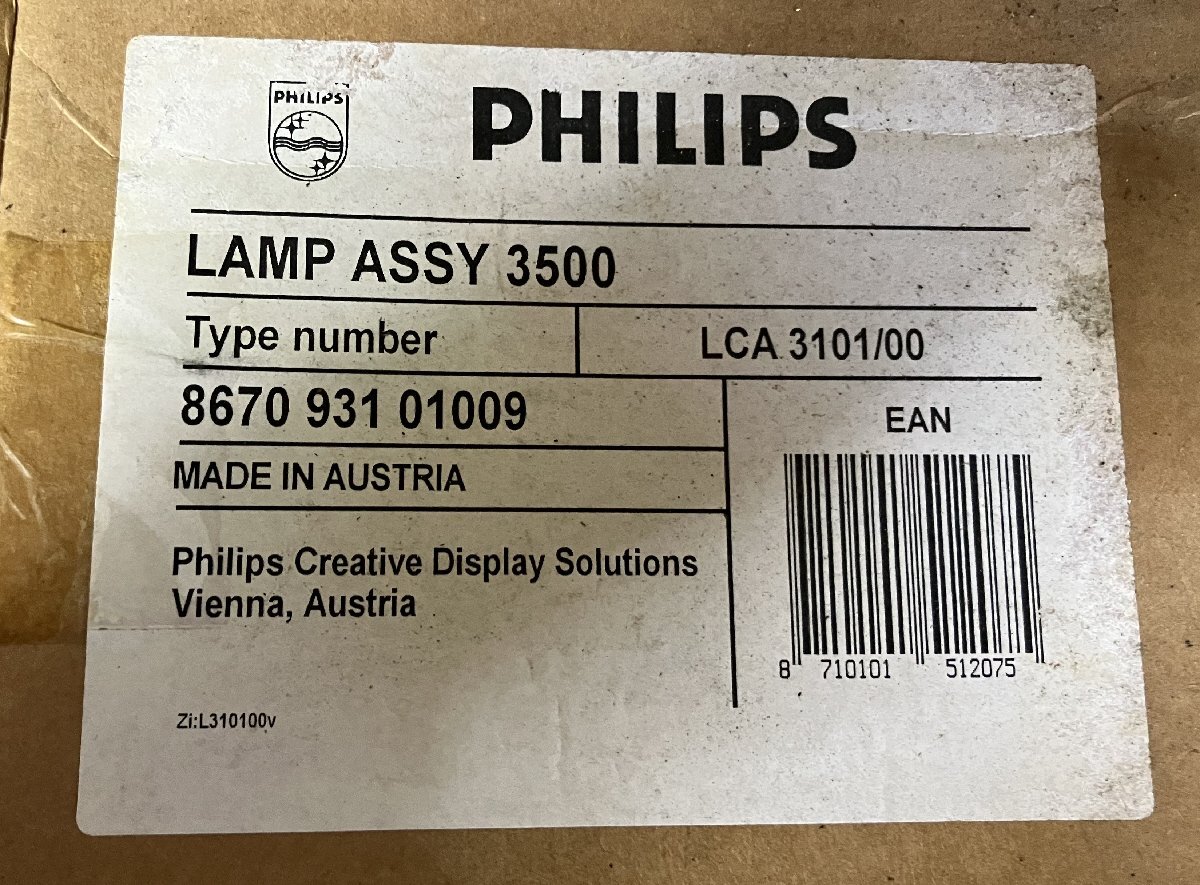 PHILIPS
PHILIPS
LAMP ASSY 3500
Type number
LCA 3101/00
8670 931 01009
EAN
MADE IN AUSTRIA
Philips Creative Display Solutions
Vienna, Austria
8 710101 512075
Zi:L310100v